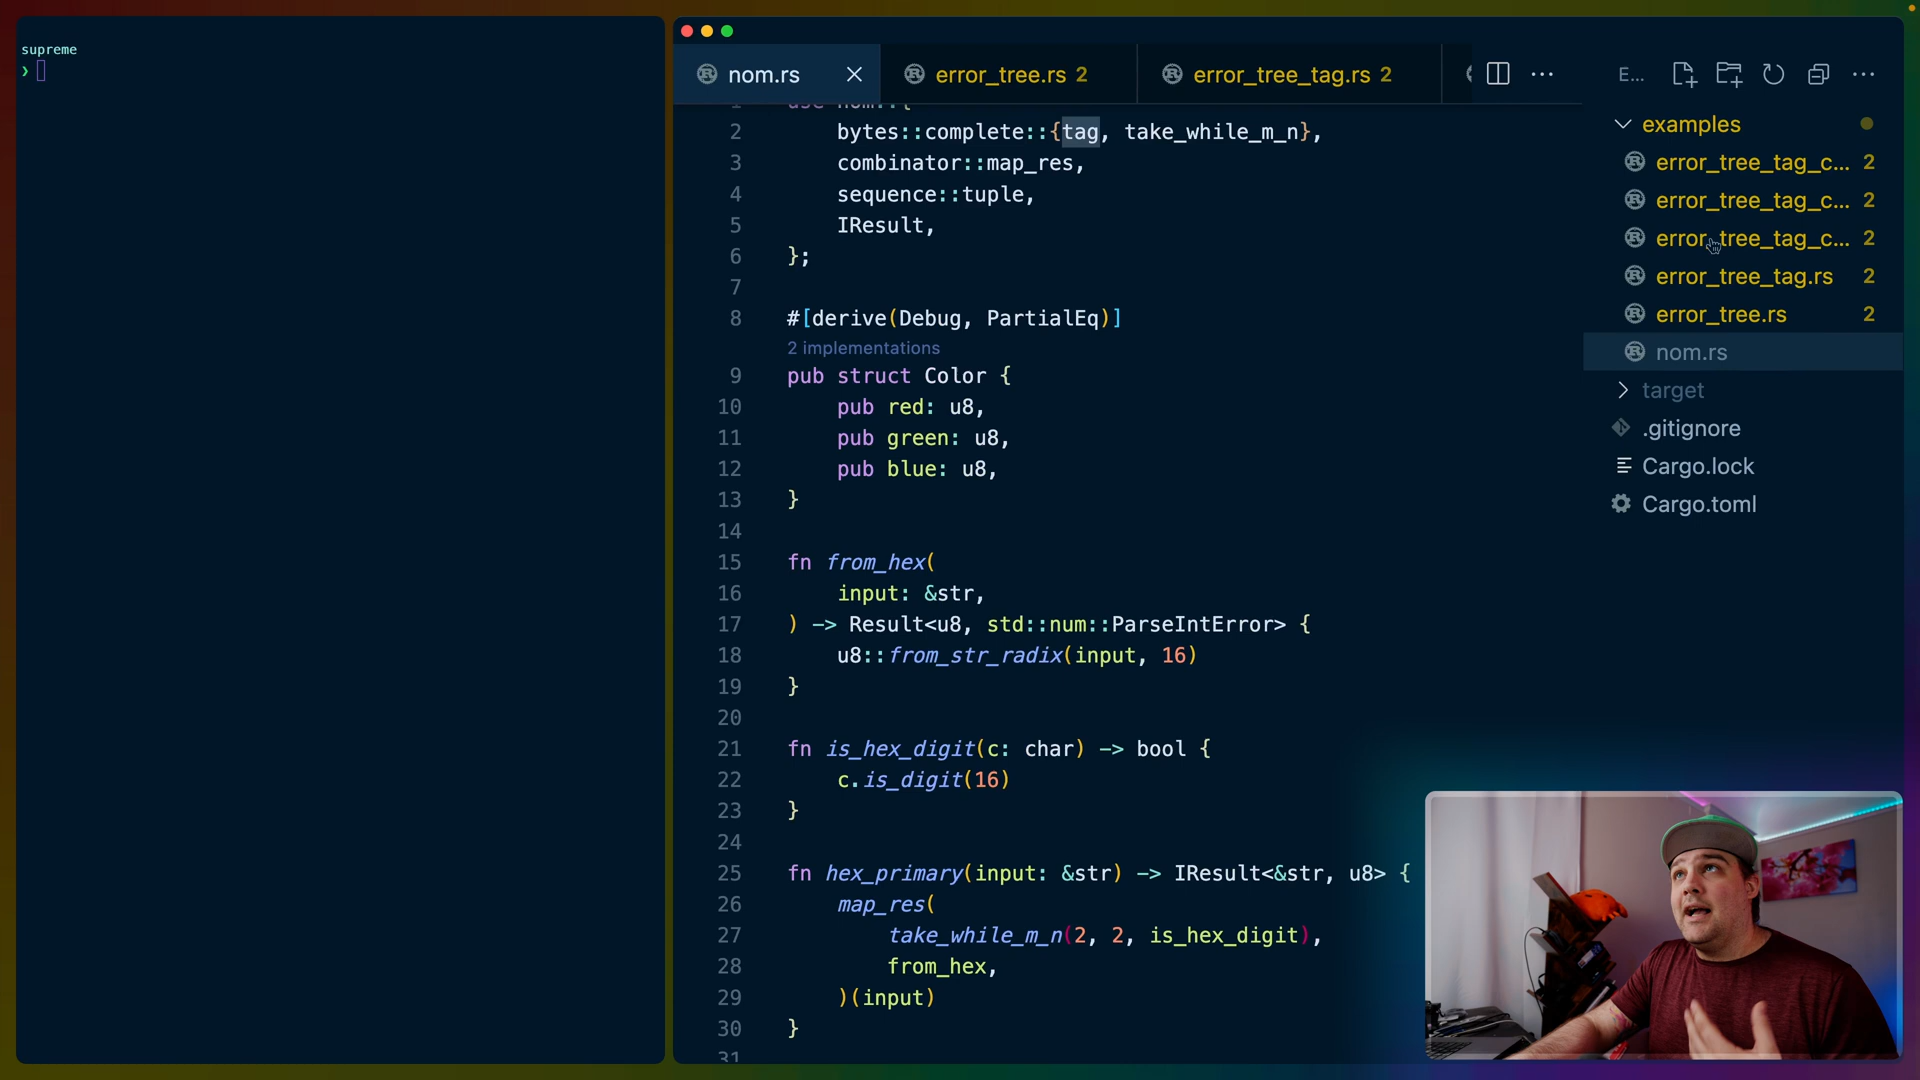 supreme
❯
nom.rs
error_tree.rs 2
error_tree_tag.rs 2
2 bytes::complete::{tag, take_while_m_n},
3 combinator::map_res,
4 sequence::tuple,
5 IResult,
6 };
7
8 #[derive(Debug, PartialEq)]
2 implementations
9 pub struct Color {
10 pub red: u8,
11 pub green: u8,
12 pub blue: u8,
13 }
14
15 fn from_hex(
16 input: &str,
17 ) -> Result<u8, std::num::ParseIntError> {
18 u8::from_str_radix(input, 16)
19 }
20
21 fn is_hex_digit(c: char) -> bool {
22 c.is_digit(16)
23 }
24
25 fn hex_primary(input: &str) -> IResult<&str, u8> {
26 map_res(
27 take_while_m_n(2, 2, is_hex_digit),
28 from_hex,
29 )(input)
30 }
31
E...
examples
error_tree_tag_c... 2
error_tree_tag_c... 2
error_tree_tag_c... 2
error_tree_tag.rs 2
error_tree.rs 2
nom.rs
target
.gitignore
Cargo.lock
Cargo.toml